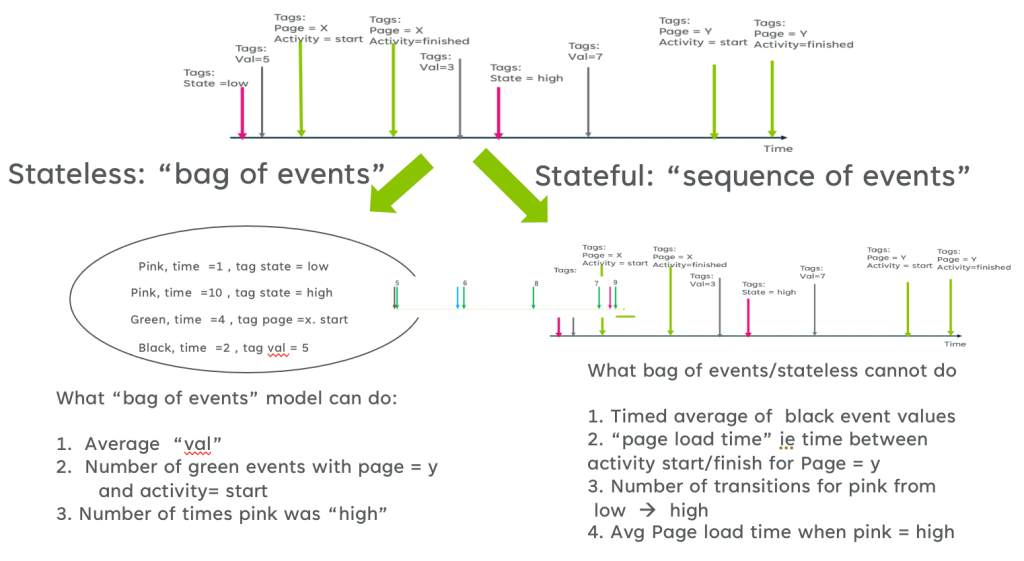 Tags:
Page = X
Activity = start
Tags:
Page = X
Activity=finished
Tags:
Page = Y
Activity = start
Tags:
Page = Y
Activity=finished
Tags:
Val=5
Tags:
Val=3
Tags:
Val=7
Tags:
State =low
Tags:
State = high
Time
Stateless: “bag of events”
Stateful: “sequence of events”
Pink, time =1 , tag state = low
Pink, time =10 , tag state = high
Green, time =4 , tag page =x. start
Black, time =2 , tag val = 5
5
6
8
7
9
Tags:
Tags:
Page = X
Activity = start
Tags:
Page = X
Activity=finished
Tags:
Val=3
Tags:
State = high
Tags:
Val=7
Tags:
Page = Y
Activity = start
Tags:
Page = Y
Activity=finished
Time
What “bag of events” model can do:
1. Average “val”
2. Number of green events with page = y
and activity= start
3. Number of times pink was “high”
What bag of events/stateless cannot do
1. Timed average of black event values
2. “page load time” ie time between
activity start/finish for Page = y
3. Number of transitions for pink from
low → high
4. Avg Page load time when pink = high